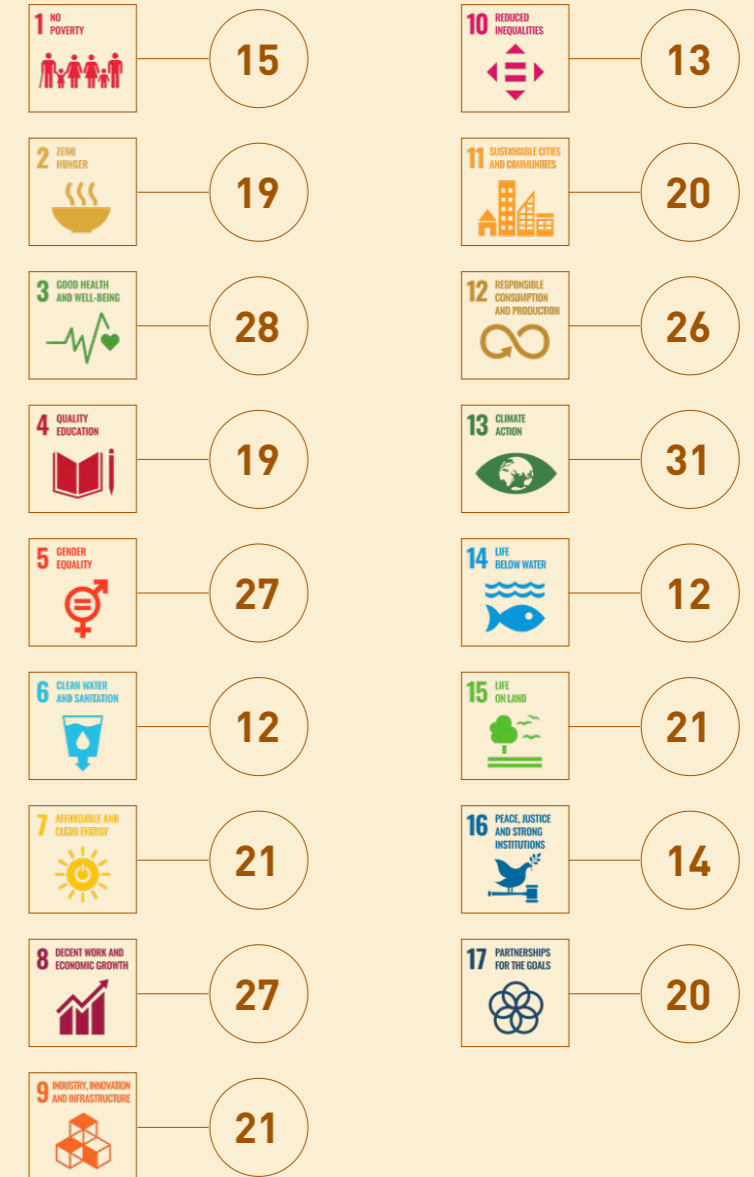 1 NO
POVERTY
15
2 ZERO
HUNGER
19
3 GOOD HEALTH
AND WELL-BEING
28
4 QUALITY
EDUCATION
19
5 GENDER
EQUALITY
27
6 CLEAN WATER
AND SANITATION
12
7 AFFORDABLE AND
CLEAN ENERGY
21
8 DECENT WORK AND
ECONOMIC GROWTH
27
9 INDUSTRY, INNOVATION
AND INFRASTRUCTURE
21
10 REDUCED
INEQUALITIES
13
11 SUSTAINABLE CITIES
AND COMMUNITIES
20
12 RESPONSIBLE
CONSUMPTION
AND PRODUCTION
26
13 CLIMATE
ACTION
31
14 LIFE
BELOW WATER
12
15 LIFE
ON LAND
21
16 PEACE, JUSTICE
AND STRONG
INSTITUTIONS
14
17 PARTNERSHIPS
FOR THE GOALS
20